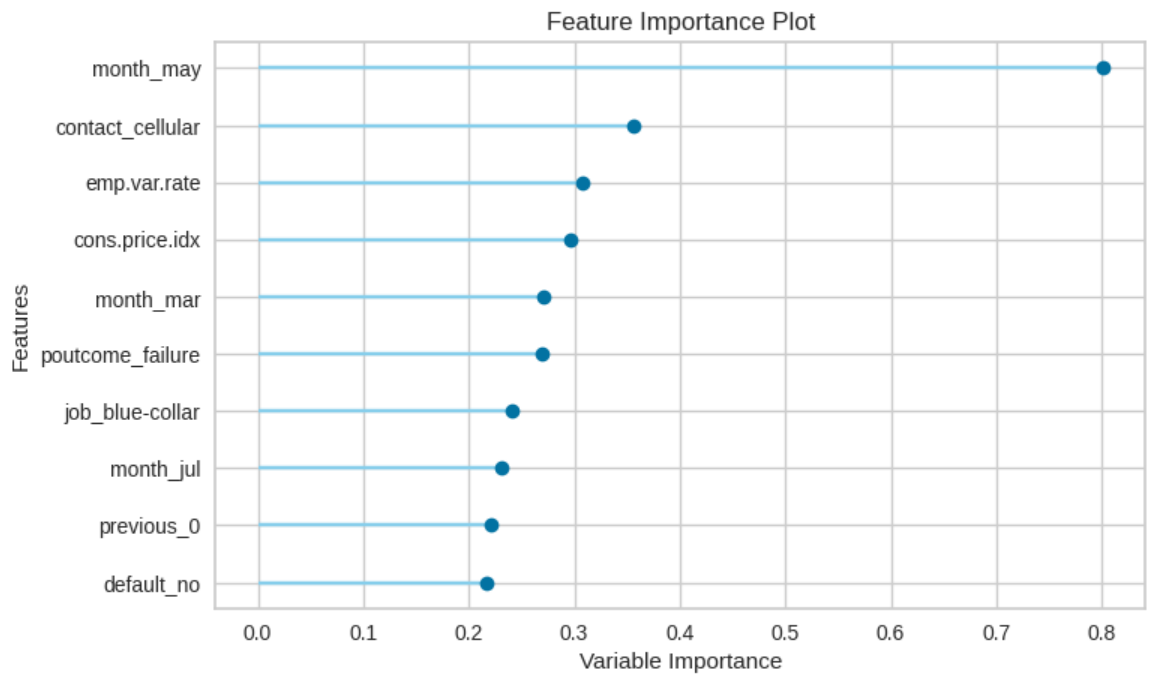 Feature Importance Plot
month_may
contact_cellular
emp.var.rate
cons.price.idx
month_mar
poutcome_failure
job_blue-collar
month_jul
previous_0
default_no
Features
0.0 0.1 0.2 0.3 0.4 0.5 0.6 0.7 0.8
Variable Importance